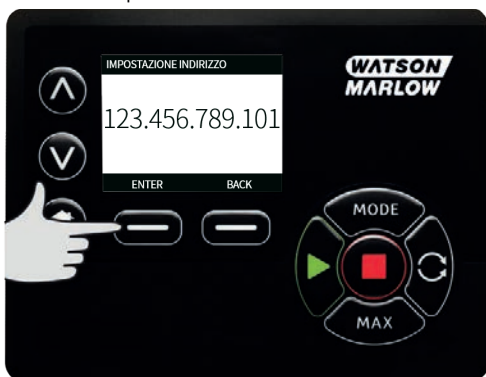 IMPOSTAZIONE INDIRIZZO
WATSON
MARLOW
123.456.789.101
ENTER BACK
MODE
MAX